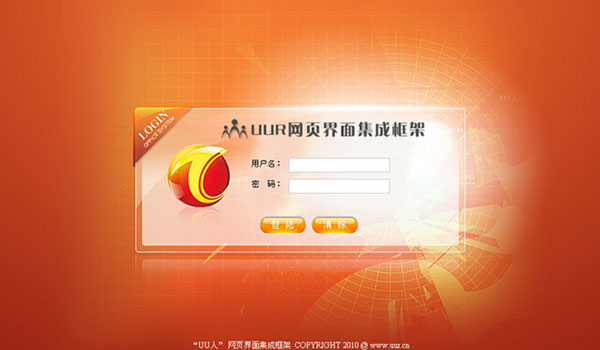 LOGIN
OFFICE SYSTEM
UUR网页界面集成框架
用户名：
密 码：
登 陆 清 除
“UU人” 网页界面集成框架 COPYRIGHT 2010 @ www.uur.cn